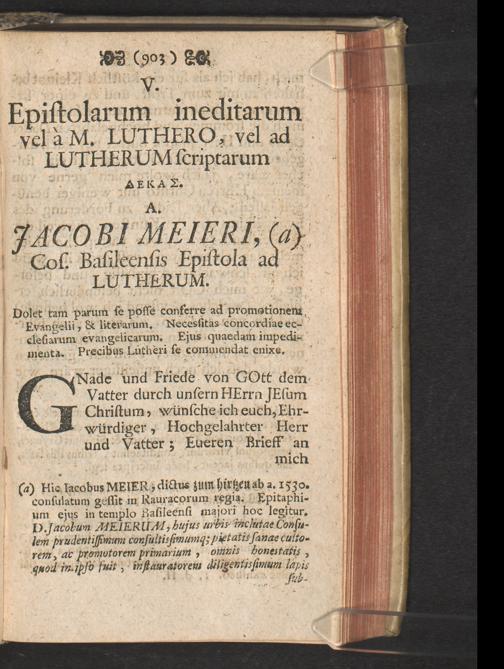 (903)
V.
Epistolarum ineditarum
vel à M. LUTHERO, vel ad
LUTHERUM scriptarum
ΔΕΚΑΣ.
A.
JACOBI MEIERI, (a)
Cos. Basileensis Epistola ad
LUTHERUM.
Dolet tam parum se posse conferre ad promotionem
Evangelii, & literarum. Necessitas concordiae ec-
clesiarum evangelicarum. Ejus quaedam impedi-
menta. Precibus Lutheri se commendat enixe.
GNade und Friede von GOtt dem
Vatter durch unsern HErrn JEsum
Christum, wünsche ich euch, Ehr-
würdiger, Hochgelahrter Herr
und Vatter; Eueren Brieff an
mich
(a) Hic Iacobus MEIER, dictus zum hirtzen ab a. 1530.
consulatum gessit in Rauracorum regia. Epitaphi-
um ejus in templo Basileensi majori hoc legitur.
D. Jacobum MEIERUM, hujus urbis inclutae Consu-
lem prudentissimum consultissimumq; pietatis sanae culto-
rem, ac promotorem primarium, omnis honestatis,
quod in ipso fuit, instauratorem diligentissimum lapis
sub-